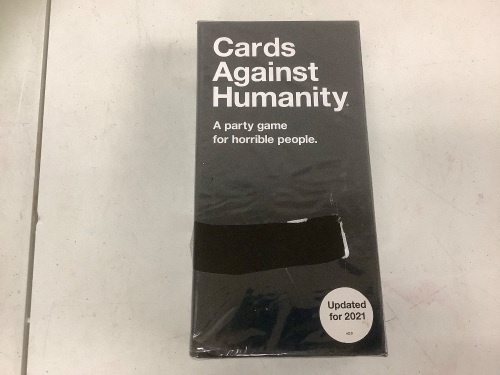 Cards
Against
Humanity.
A party game
for horrible people.
Updated
for 2021